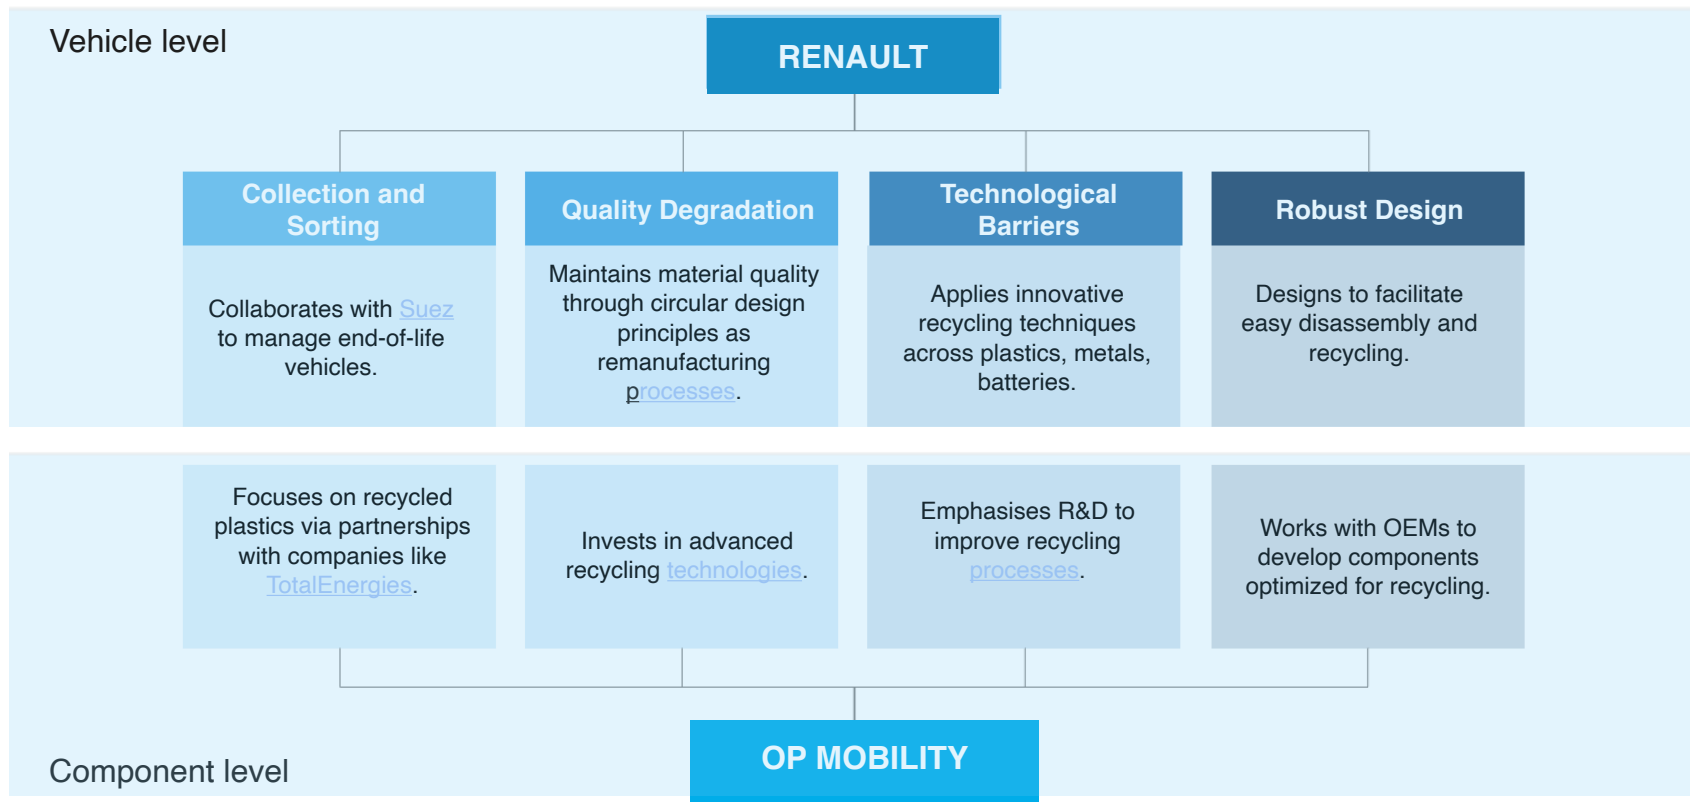 Vehicle level
RENAULT
Collection and
Sorting
Quality Degradation
Technological
Barriers
Robust Design
Collaborates with Suez
to manage end-of-life
vehicles.
Maintains material quality
through circular design
principles as
remanufacturing
processes.
Applies innovative
recycling techniques
across plastics, metals,
batteries.
Designs to facilitate
easy disassembly and
recycling.
Focuses on recycled
plastics via partnerships
with companies like
TotalEnergies.
Invests in advanced
recycling technologies.
Emphasises R&D to
improve recycling
processes.
Works with OEMs to
develop components
optimized for recycling.
OP MOBILITY
Component level